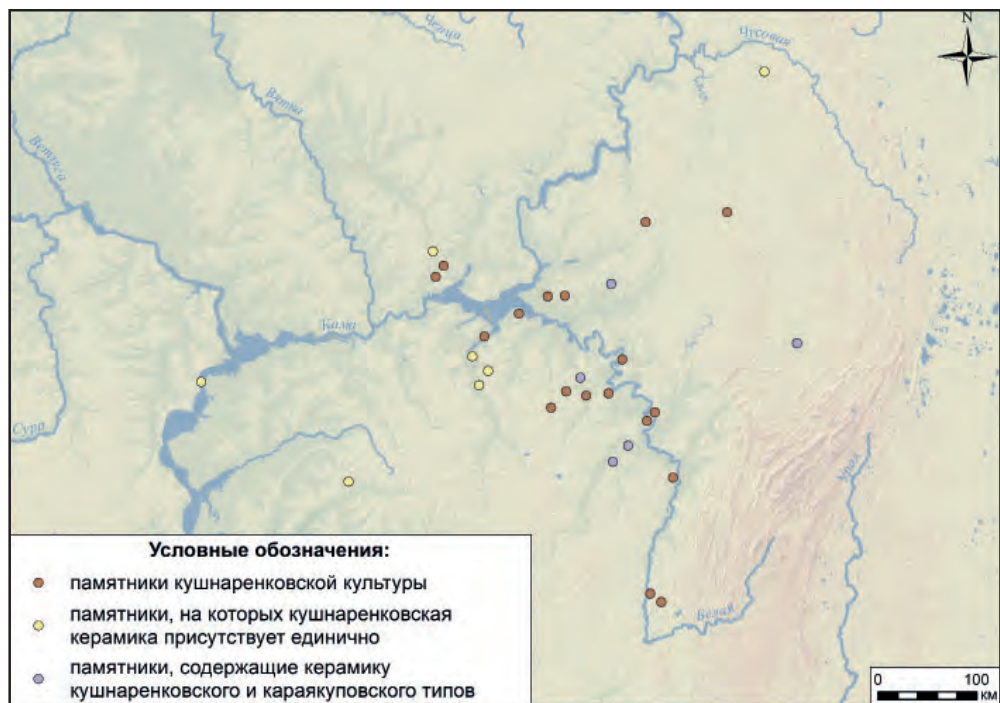 N
Чепца
Чусовая
Вятка
Ветлуга
Кама
Сура
Урал
Белая
Условные обозначения:
памятники кушнаренковской культуры
памятники, на которых кушнаренковская
керамика присутствует единично
памятники, содержащие керамику
кушнаренковского и караякуповского типов
0 100
км